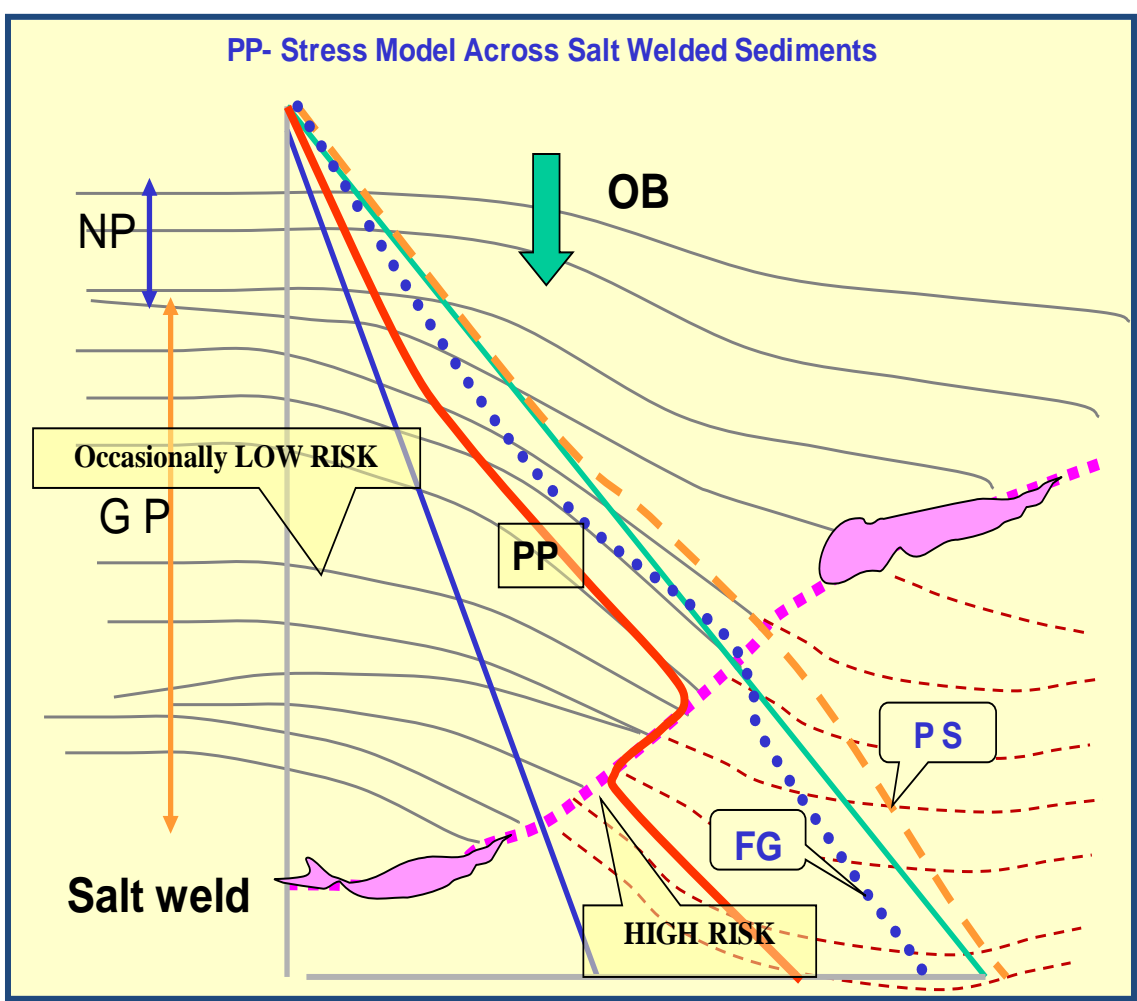 PP- Stress Model Across Salt Welded Sediments
OB
NP
Occasionally LOW RISK
G P
PP
P S
FG
Salt weld
HIGH RISK